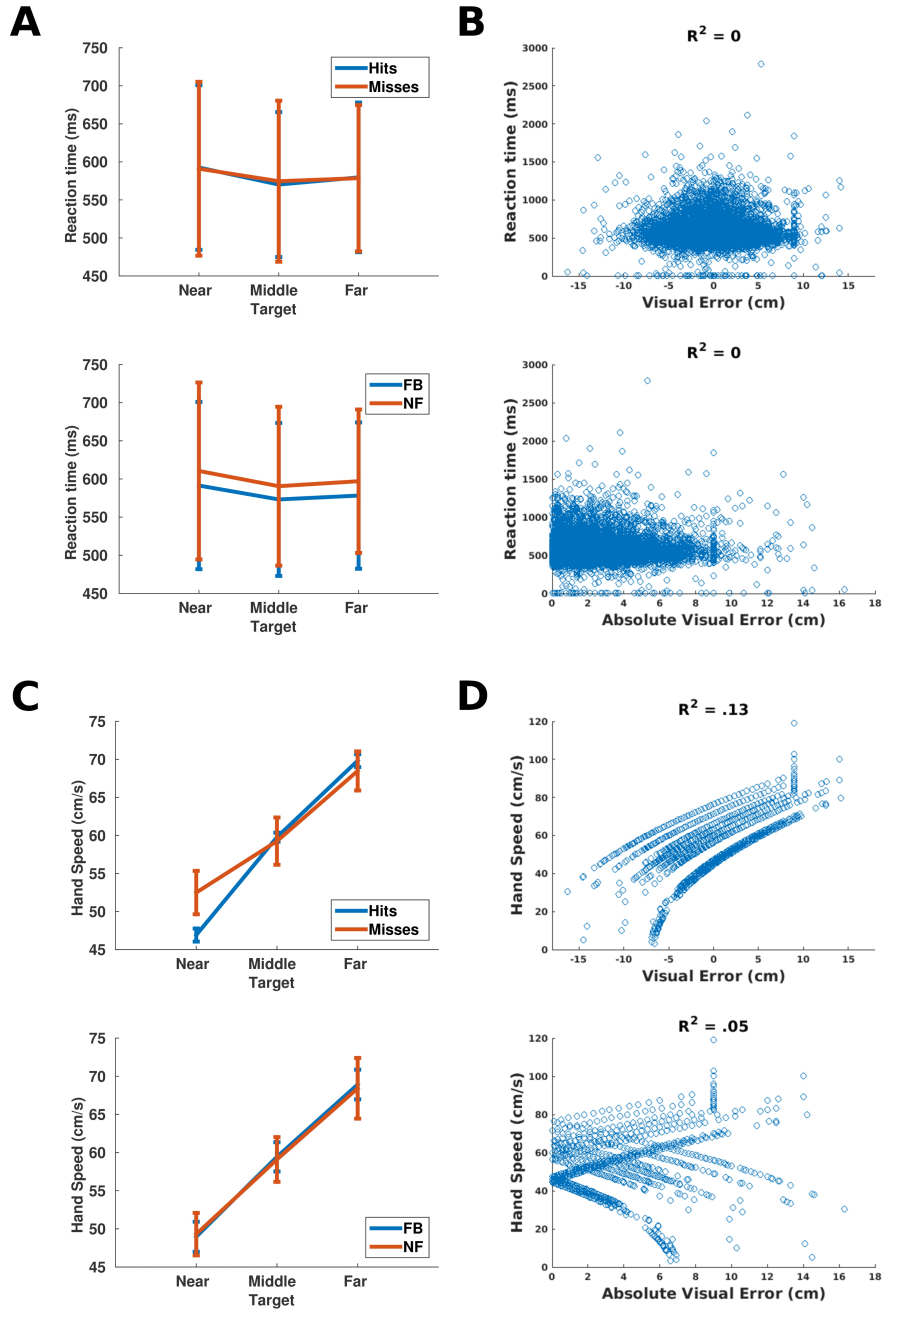 A
750
700
650
600
550
500
450
Reaction time (ms)
Hits
Misses
Near
Middle
Far
Target
B
R² = 0
3000
2500
2000
1500
1000
500
0
Reaction time (ms)
-15
-10
-5
0
5
10
15
Visual Error (cm)
750
700
650
600
550
500
450
Reaction time (ms)
FB
NF
Near
Middle
Far
Target
R² = 0
3000
2500
2000
1500
1000
500
0
Reaction time (ms)
0
2
4
6
8
10
12
14
16
18
Absolute Visual Error (cm)
C
75
70
65
60
55
50
45
Hand Speed (cm/s)
Hits
Misses
Near
Middle
Far
Target
D
R² = .13
120
100
80
60
40
20
0
Hand Speed (cm/s)
-15
-10
-5
0
5
10
15
Visual Error (cm)
75
70
65
60
55
50
45
Hand Speed (cm/s)
FB
NF
Near
Middle
Far
Target
R² = .05
120
100
80
60
40
20
0
Hand Speed (cm/s)
0
2
4
6
8
10
12
14
16
18
Absolute Visual Error (cm)